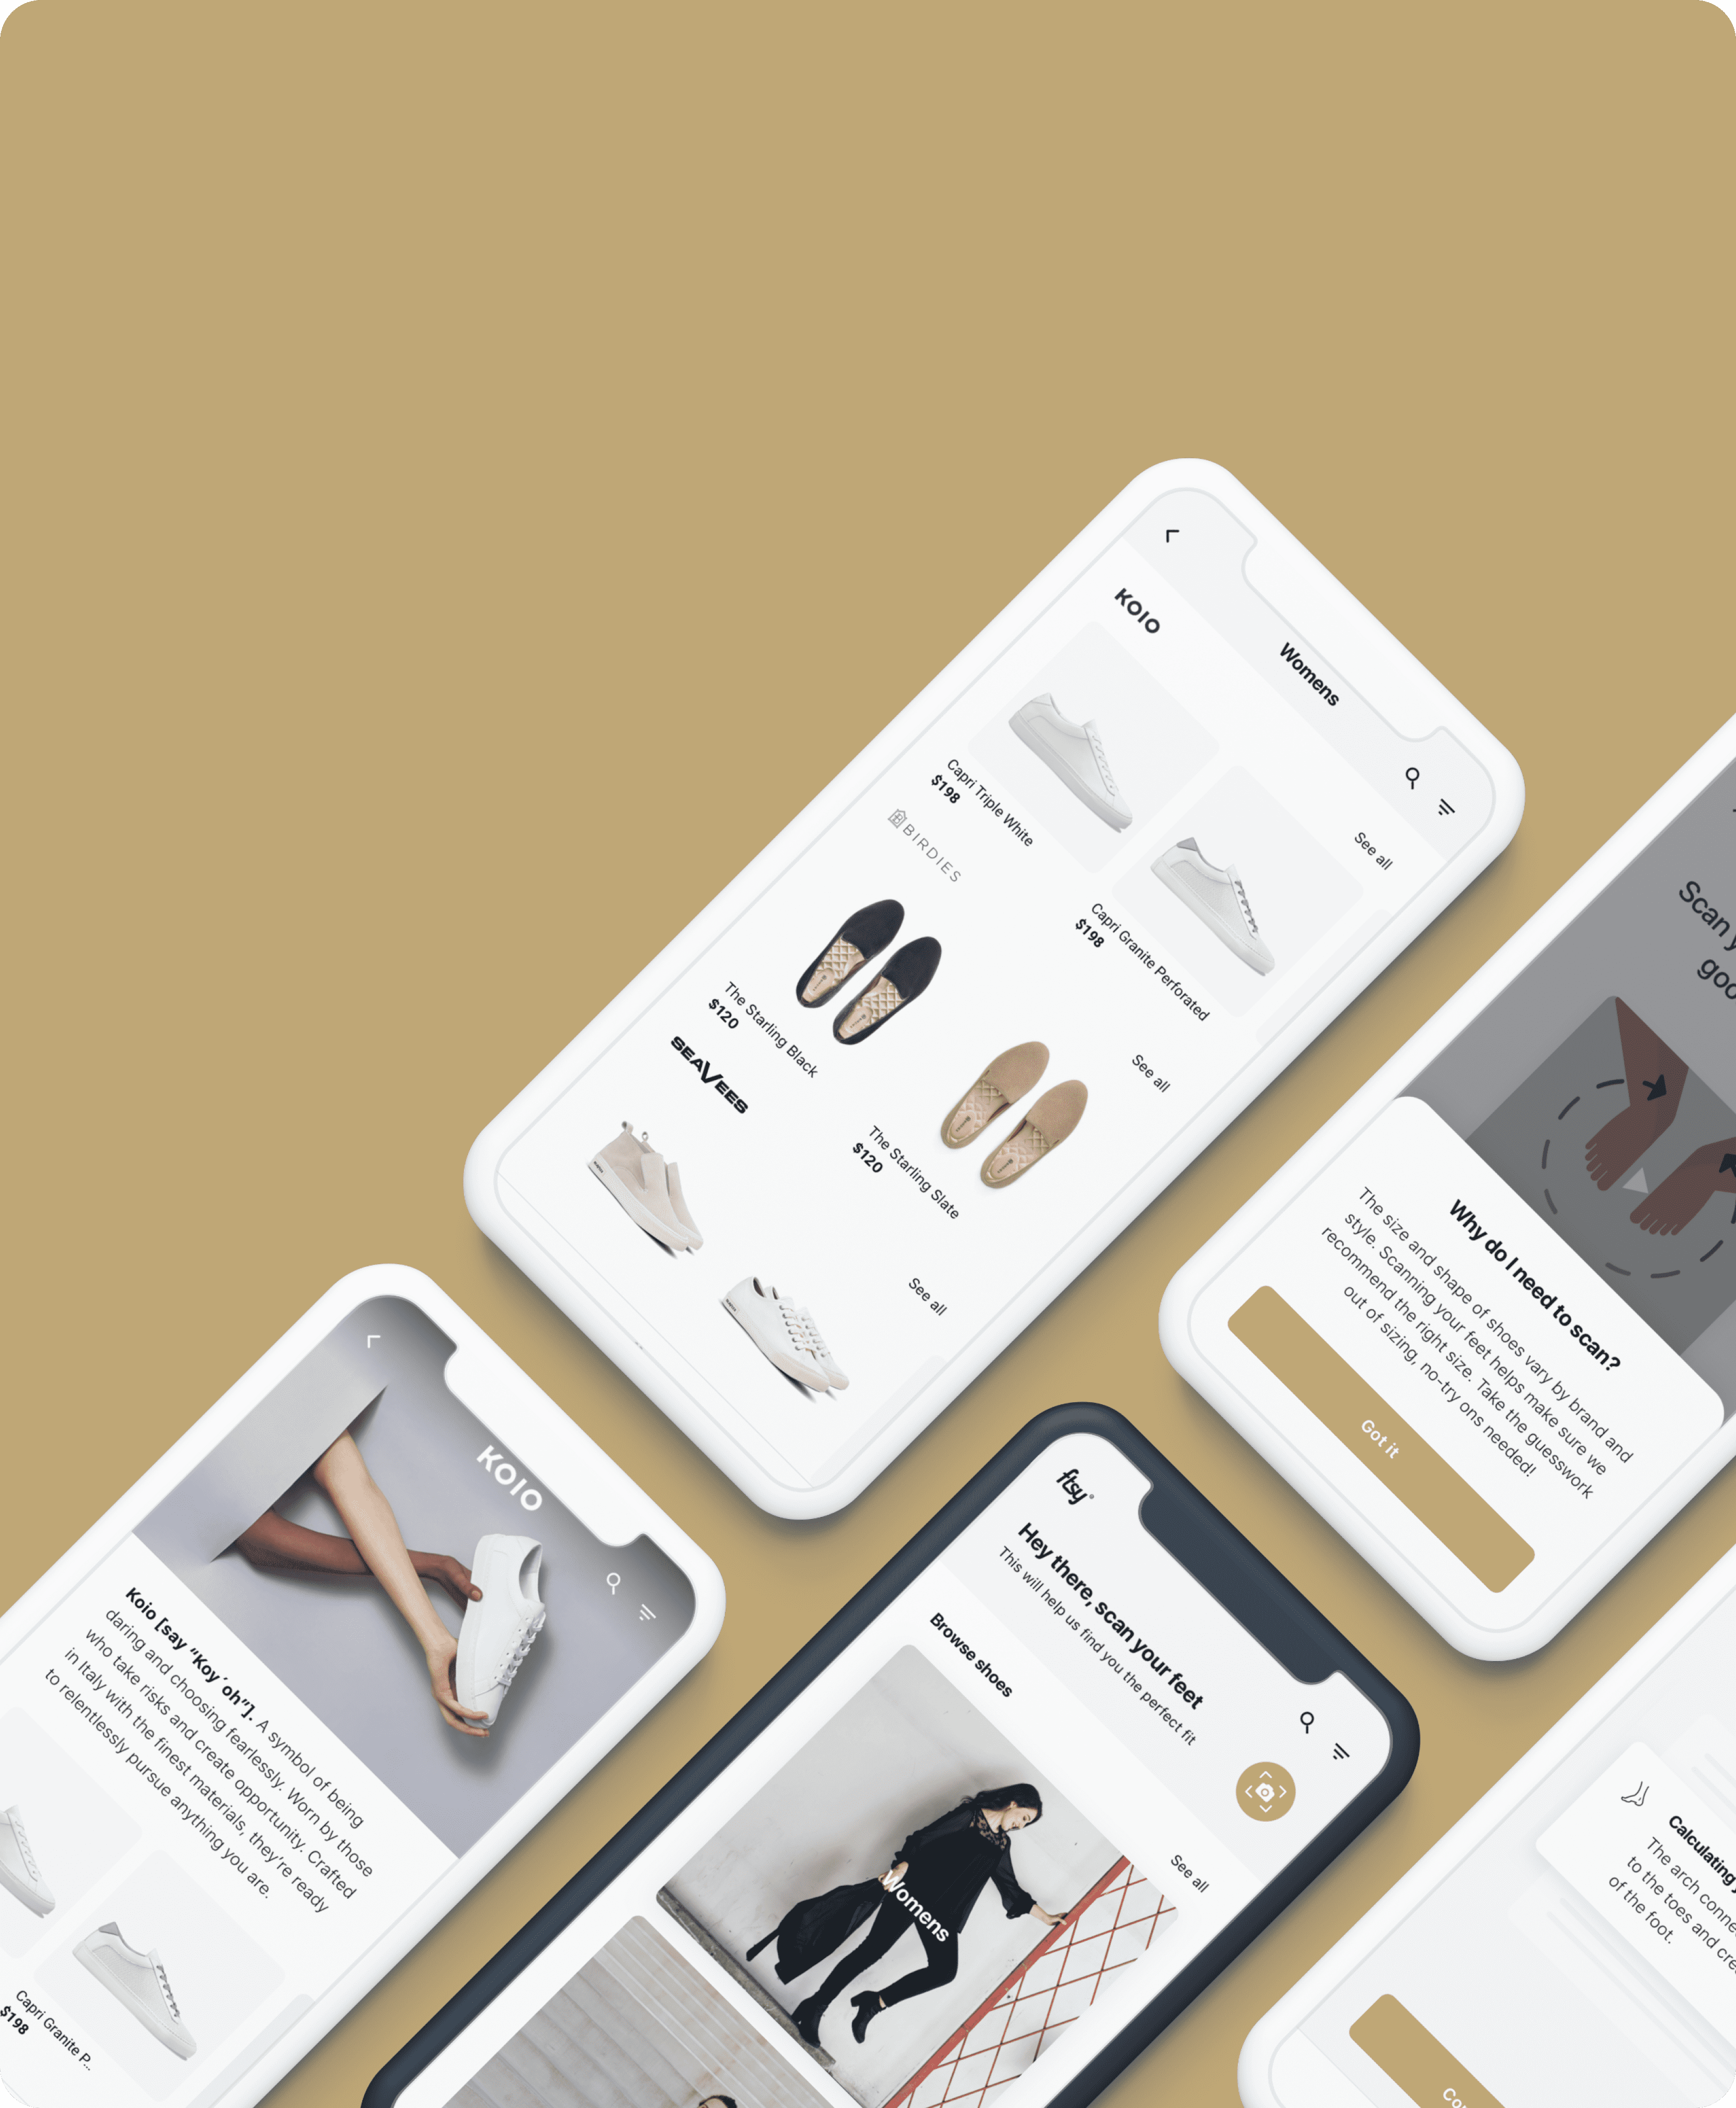 Womens
KOIO
See all
Capri Triple White
$198
Capri Granite Perforated
$198
BIRDIES
See all
The Starling Black
$120
The Starling Slate
$120
SEAVEES
See all
Scan
goo
Why do I need to scan?
The size and shape of shoes vary by brand and
style. Scanning your feet helps make sure we
recommend the right size. Take the guesswork
out of sizing, no-try ons needed!
Got it
KOIO
Koio [say “Koy´oh”]. A symbol of being
daring and choosing fearlessly. Worn by those
who take risks and create opportunity. Crafted
in Italy with the finest materials, they're ready
to relentlessly pursue anything you are.
Capri Granite P...
$198
ftsy®
Hey there, scan your feet
This will help us find you the perfect fit
Browse shoes
See all
Womens
Calculating
The arch conne
to the toes and cre
of the foot.